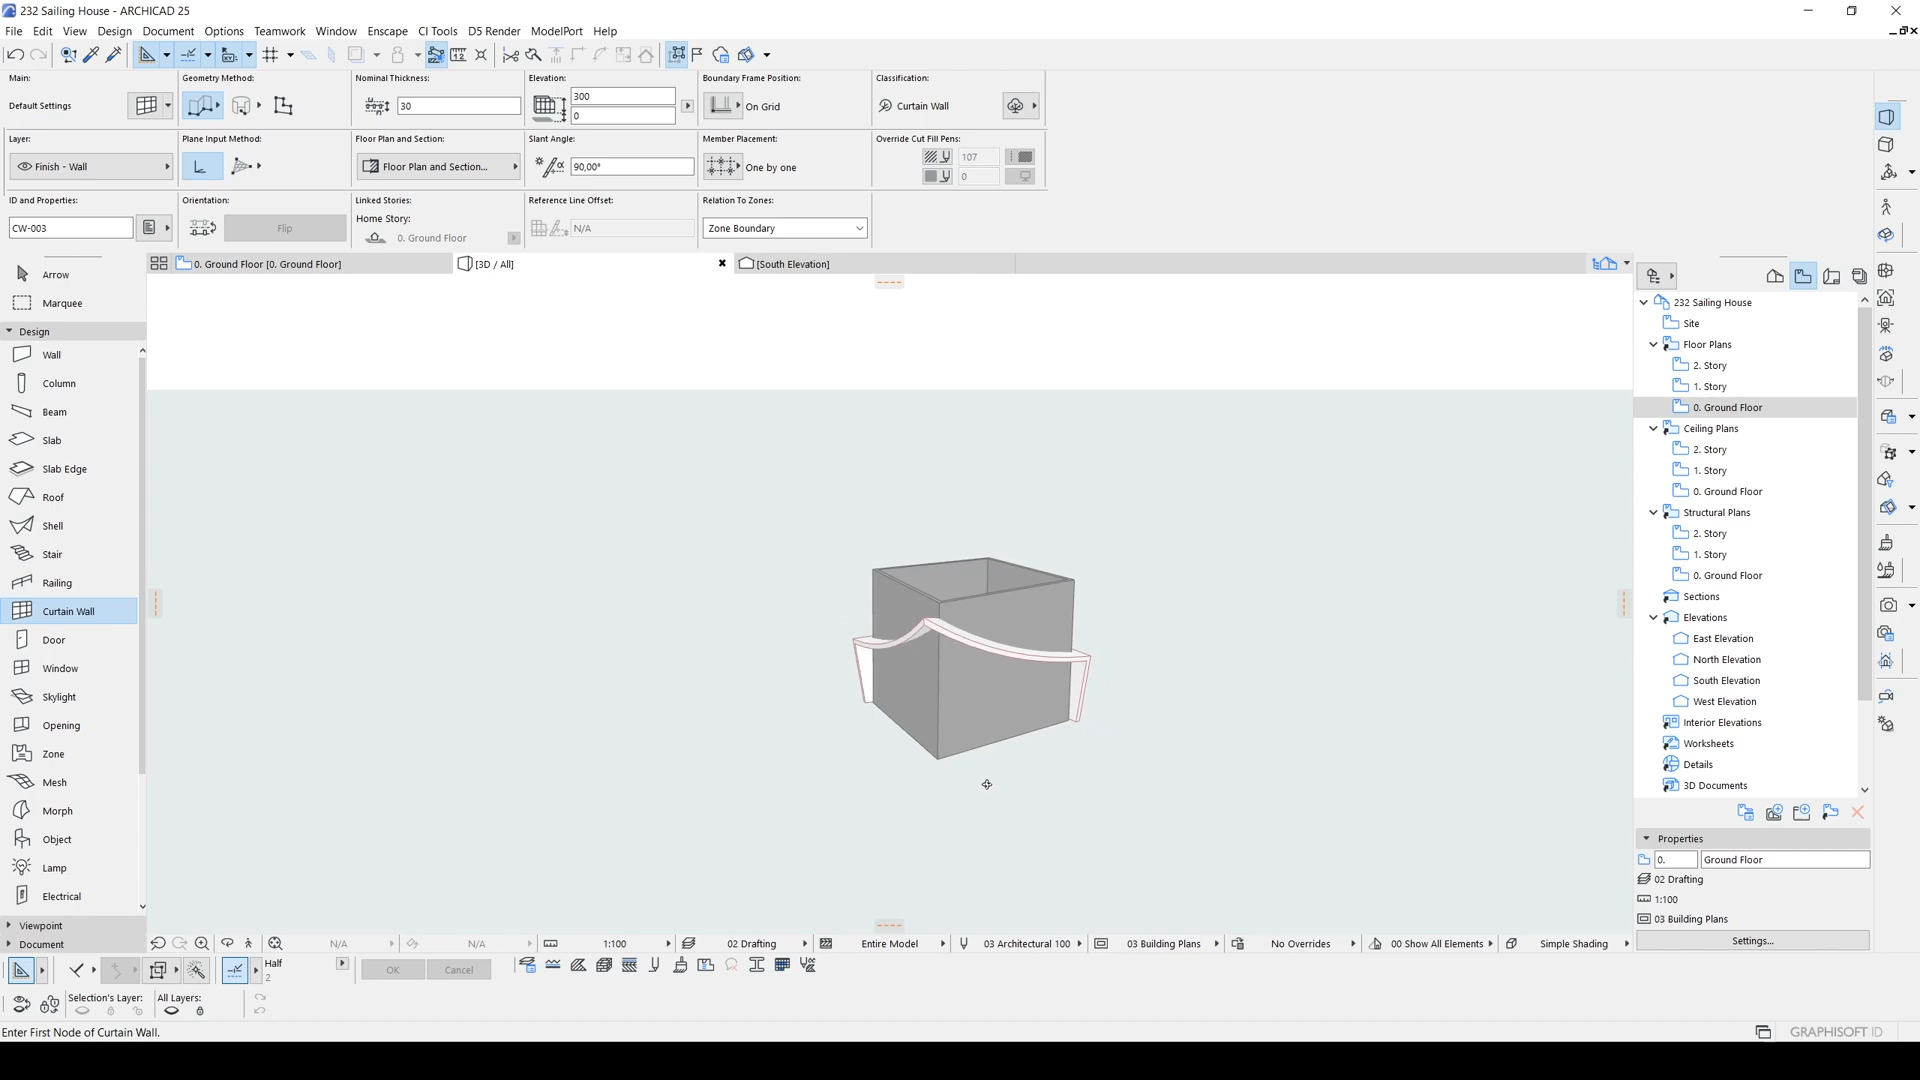 232 Sailing House - ARCHICAD 25
File Edit View Design Document Options Teamwork Window Enscape CI Tools D5 Render ModelPort Help
Main: Geometry Method: Nominal Thickness: Elevation: Boundary Frame Position: Classification:
Default Settings 30 300 0 On Grid Curtain Wall
Layer: Plane Input Method: Floor Plan and Section: Slant Angle: Member Placement: Override Cut Fill Pens:
Finish - Wall Floor Plan and Section... 90,00° One by one 107 0
ID and Properties: Orientation: Linked Stories: Reference Line Offset: Relation To Zones:
CW-003 Flip Home Story: 0. Ground Floor N/A Zone Boundary
0. Ground Floor [0. Ground Floor] [3D / All] [South Elevation]
Arrow
Marquee
Design
Wall
Column
Beam
Slab
Slab Edge
Roof
Shell
Stair
Railing
Curtain Wall
Door
Window
Skylight
Opening
Zone
Mesh
Morph
Object
Lamp
Electrical
Viewpoint
Document
232 Sailing House
Site
Floor Plans
2. Story
1. Story
0. Ground Floor
Ceiling Plans
2. Story
1. Story
0. Ground Floor
Structural Plans
2. Story
1. Story
0. Ground Floor
Sections
Elevations
East Elevation
North Elevation
South Elevation
West Elevation
Interior Elevations
Worksheets
Details
3D Documents
Properties
0. Ground Floor
02 Drafting
1:100
03 Building Plans
Settings...
N/A N/A 1:100 02 Drafting Entire Model 03 Architectural 100 03 Building Plans No Overrides 00 Show All Elements Simple Shading
Half
2
OK Cancel
Selection's Layer: All Layers:
Enter First Node of Curtain Wall.
GRAPHISOFT ID